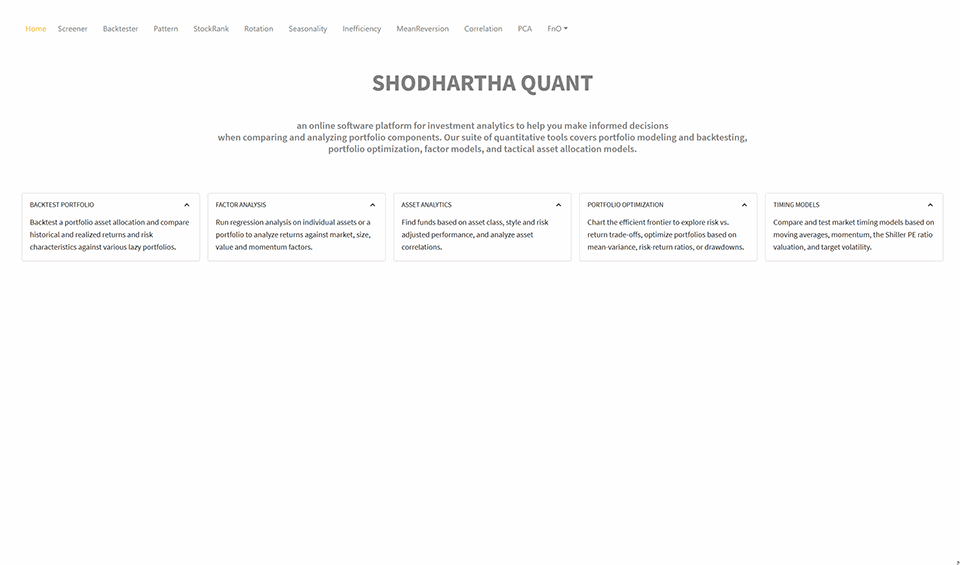 Home Screener Backtester Pattern StockRank Rotation Seasonality Inefficiency MeanReversion Correlation PCA FnO
SHODHARTHA QUANT
an online software platform for investment analytics to help you make informed decisions
when comparing and analyzing portfolio components. Our suite of quantitative tools covers portfolio modeling and backtesting,
portfolio optimization, factor models, and tactical asset allocation models.
BACKTEST PORTFOLIO
Backtest a portfolio asset allocation and compare
historical and realized returns and risk
characteristics against various lazy portfolios.
FACTOR ANALYSIS
Run regression analysis on individual assets or a
portfolio to analyze returns against market, size,
value and momentum factors.
ASSET ANALYTICS
Find funds based on asset class, style and risk
adjusted performance, and analyze asset
correlations.
PORTFOLIO OPTIMIZATION
Chart the efficient frontier to explore risk vs.
return trade-offs, optimize portfolios based on
mean-variance, risk-return ratios, or drawdowns.
TIMING MODELS
Compare and test market timing models based on
moving averages, momentum, the Shiller PE ratio
valuation, and target volatility.